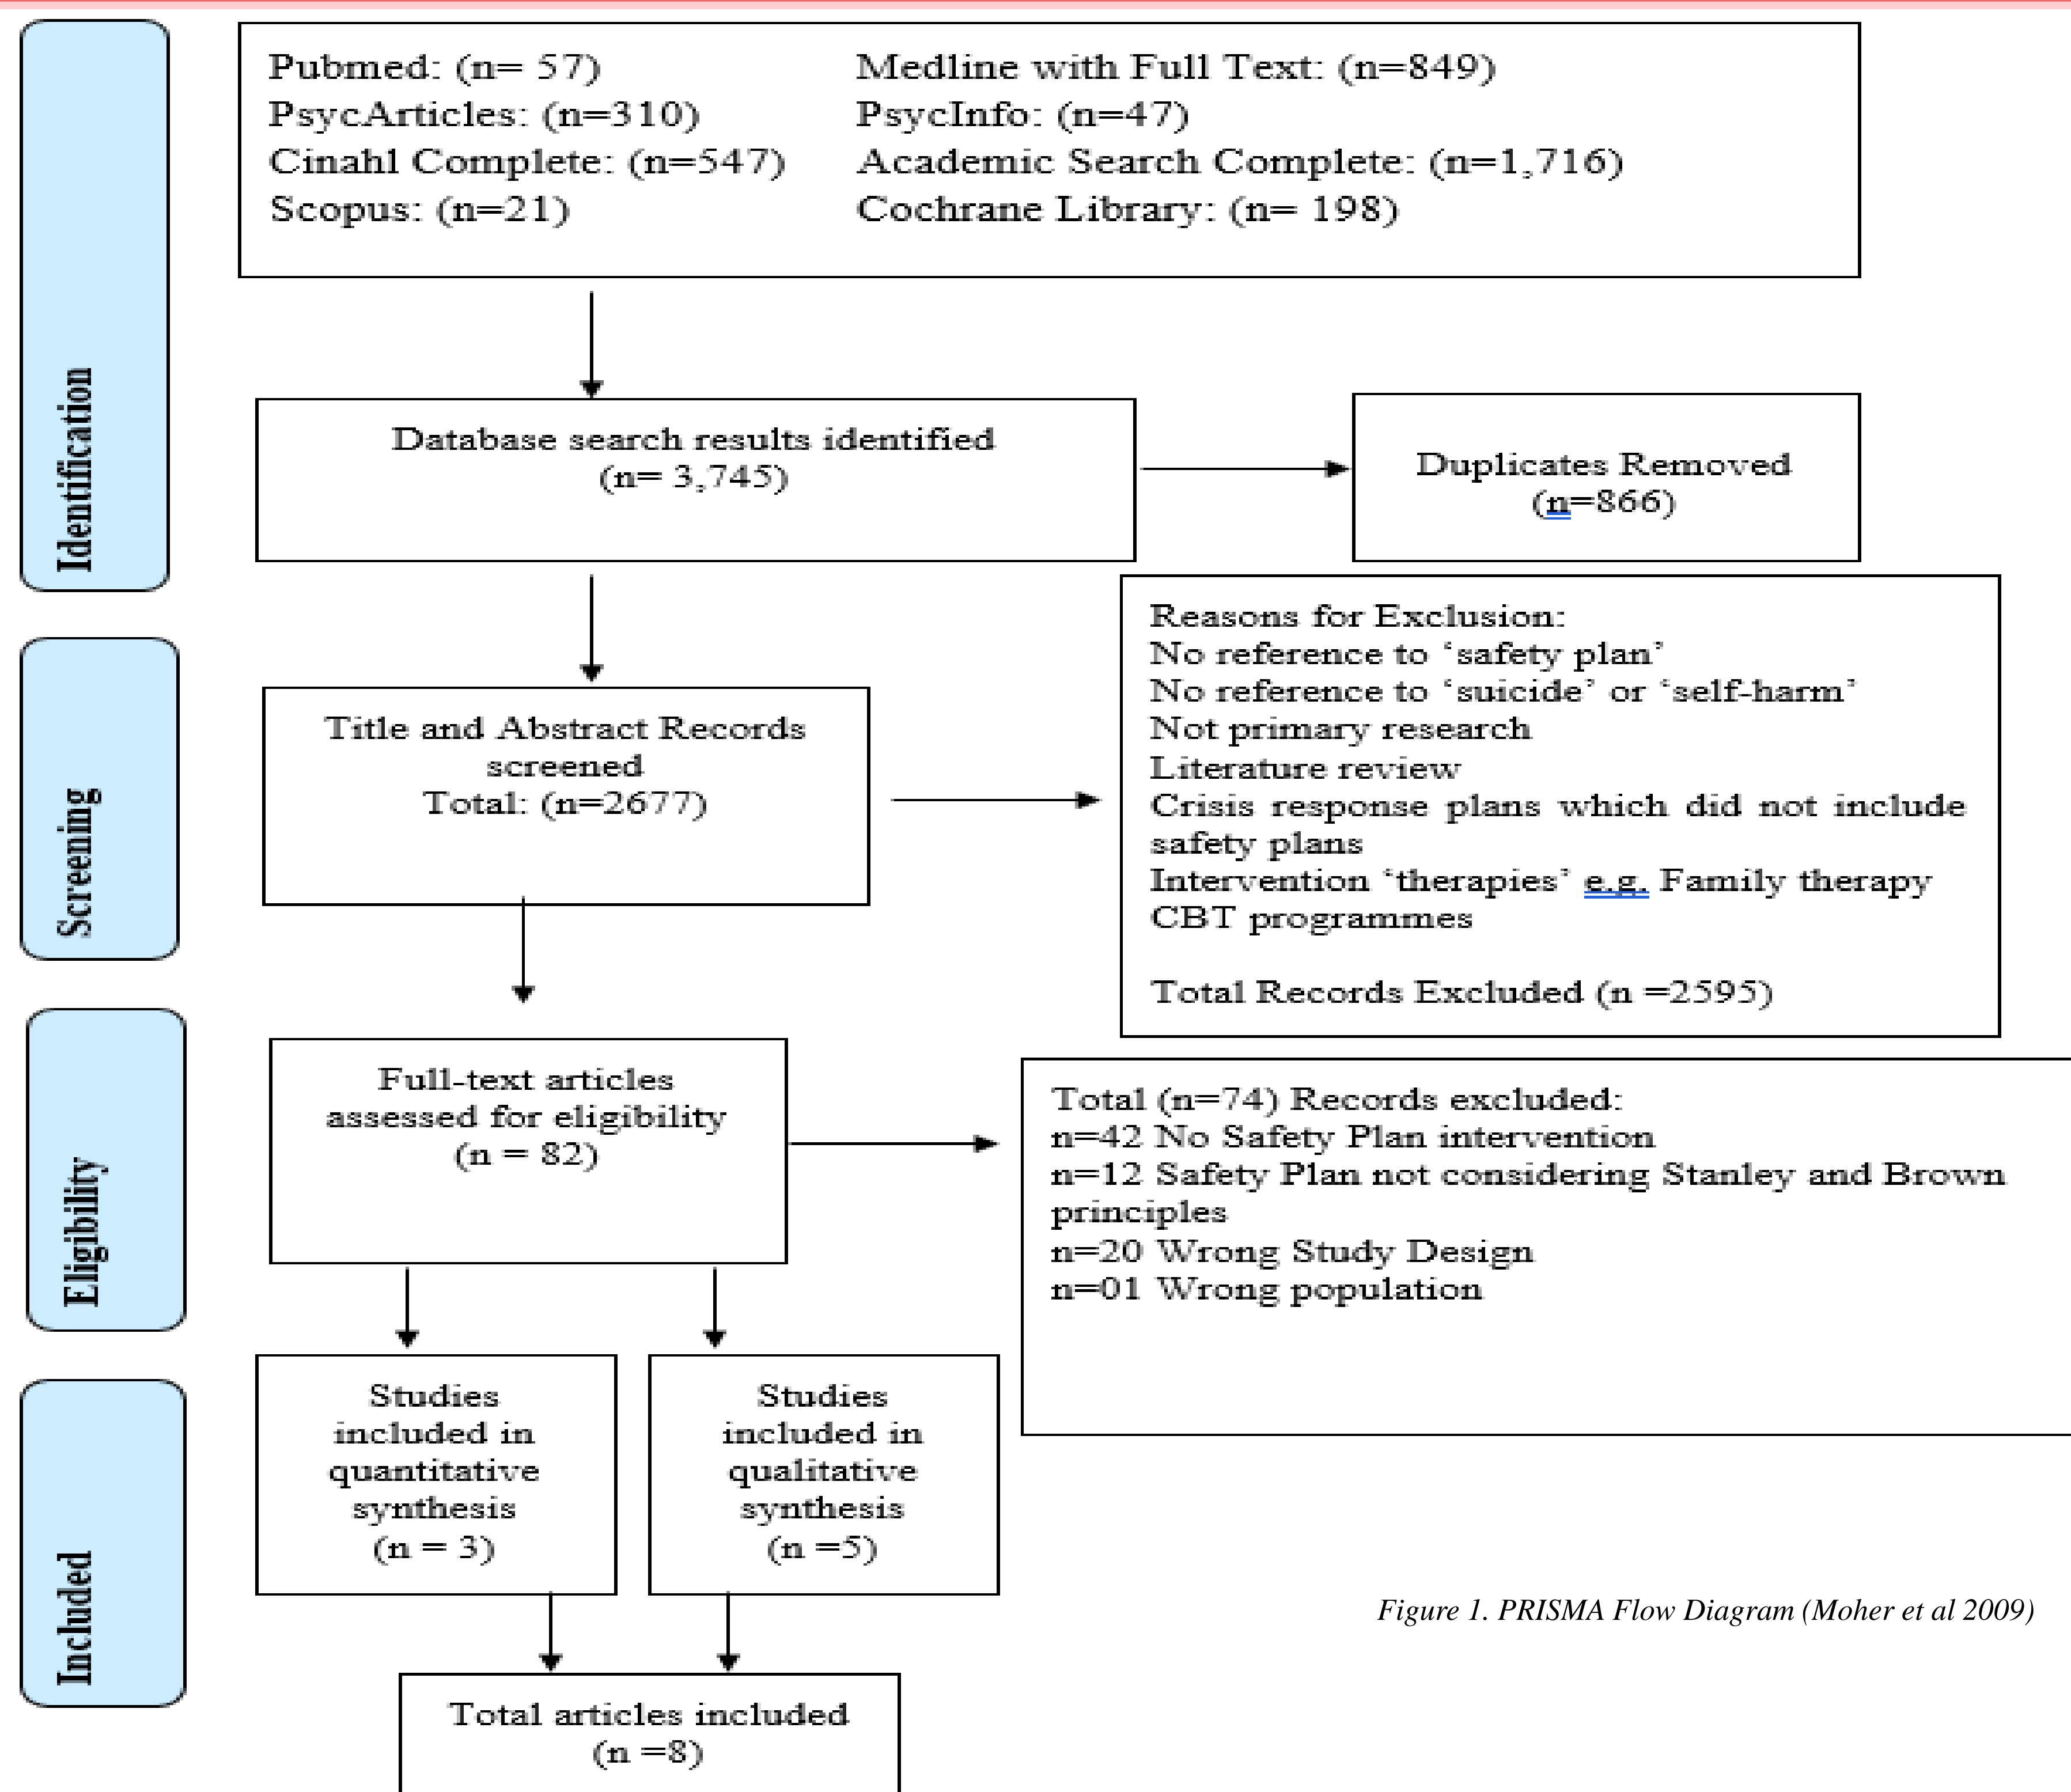 Identification
Pubmed: (n= 57)
PsycArticles: (n=310)
Cinahl Complete: (n=547)
Scopus: (n=21)
Medline with Full Text: (n=849)
PsycInfo: (n=47)
Academic Search Complete: (n=1,716)
Cochrane Library: (n= 198)
Database search results identified
(n= 3,745)
Duplicates Removed
(n=866)
Screening
Title and Abstract Records
screened
Total: (n=2677)
Reasons for Exclusion:
No reference to ‘safety plan’
No reference to ‘suicide’ or ‘self-harm’
Not primary research
Literature review
Crisis response plans which did not include
safety plans
Intervention ‘therapies’ e.g. Family therapy
CBT programmes
Total Records Excluded (n =2595)
Eligibility
Full-text articles
assessed for eligibility
(n = 82)
Total (n=74) Records excluded:
n=42 No Safety Plan intervention
n=12 Safety Plan not considering Stanley and Brown
principles
n=20 Wrong Study Design
n=01 Wrong population
Included
Studies
included in
quantitative
synthesis
(n = 3)
Studies
included in
qualitative
synthesis
(n =5)
Figure 1. PRISMA Flow Diagram (Moher et al 2009)
Total articles included
(n =8)